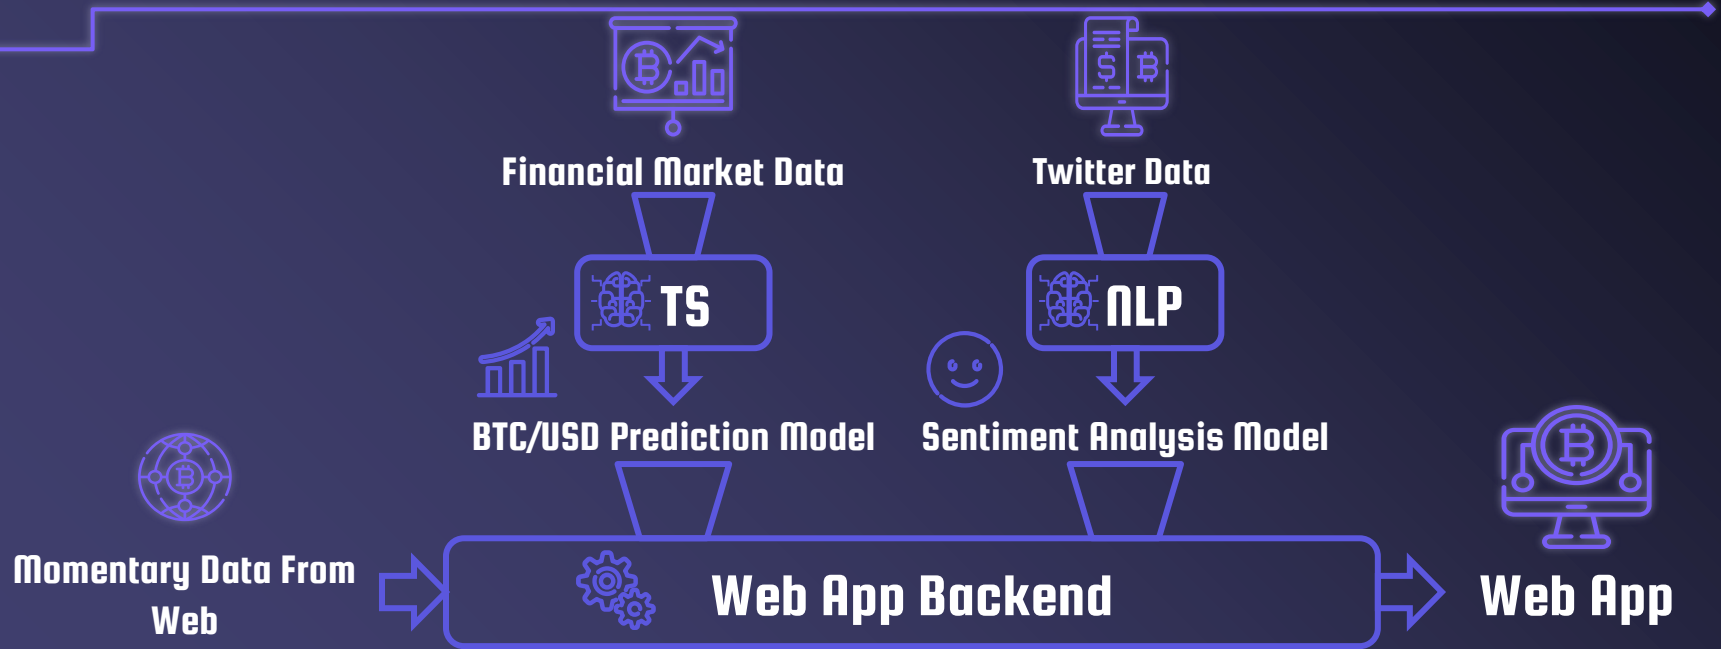 Financial Market Data
Twitter Data
TS
NLP
BTC/USD Prediction Model
Sentiment Analysis Model
Momentary Data From
Web
Web App Backend
Web App